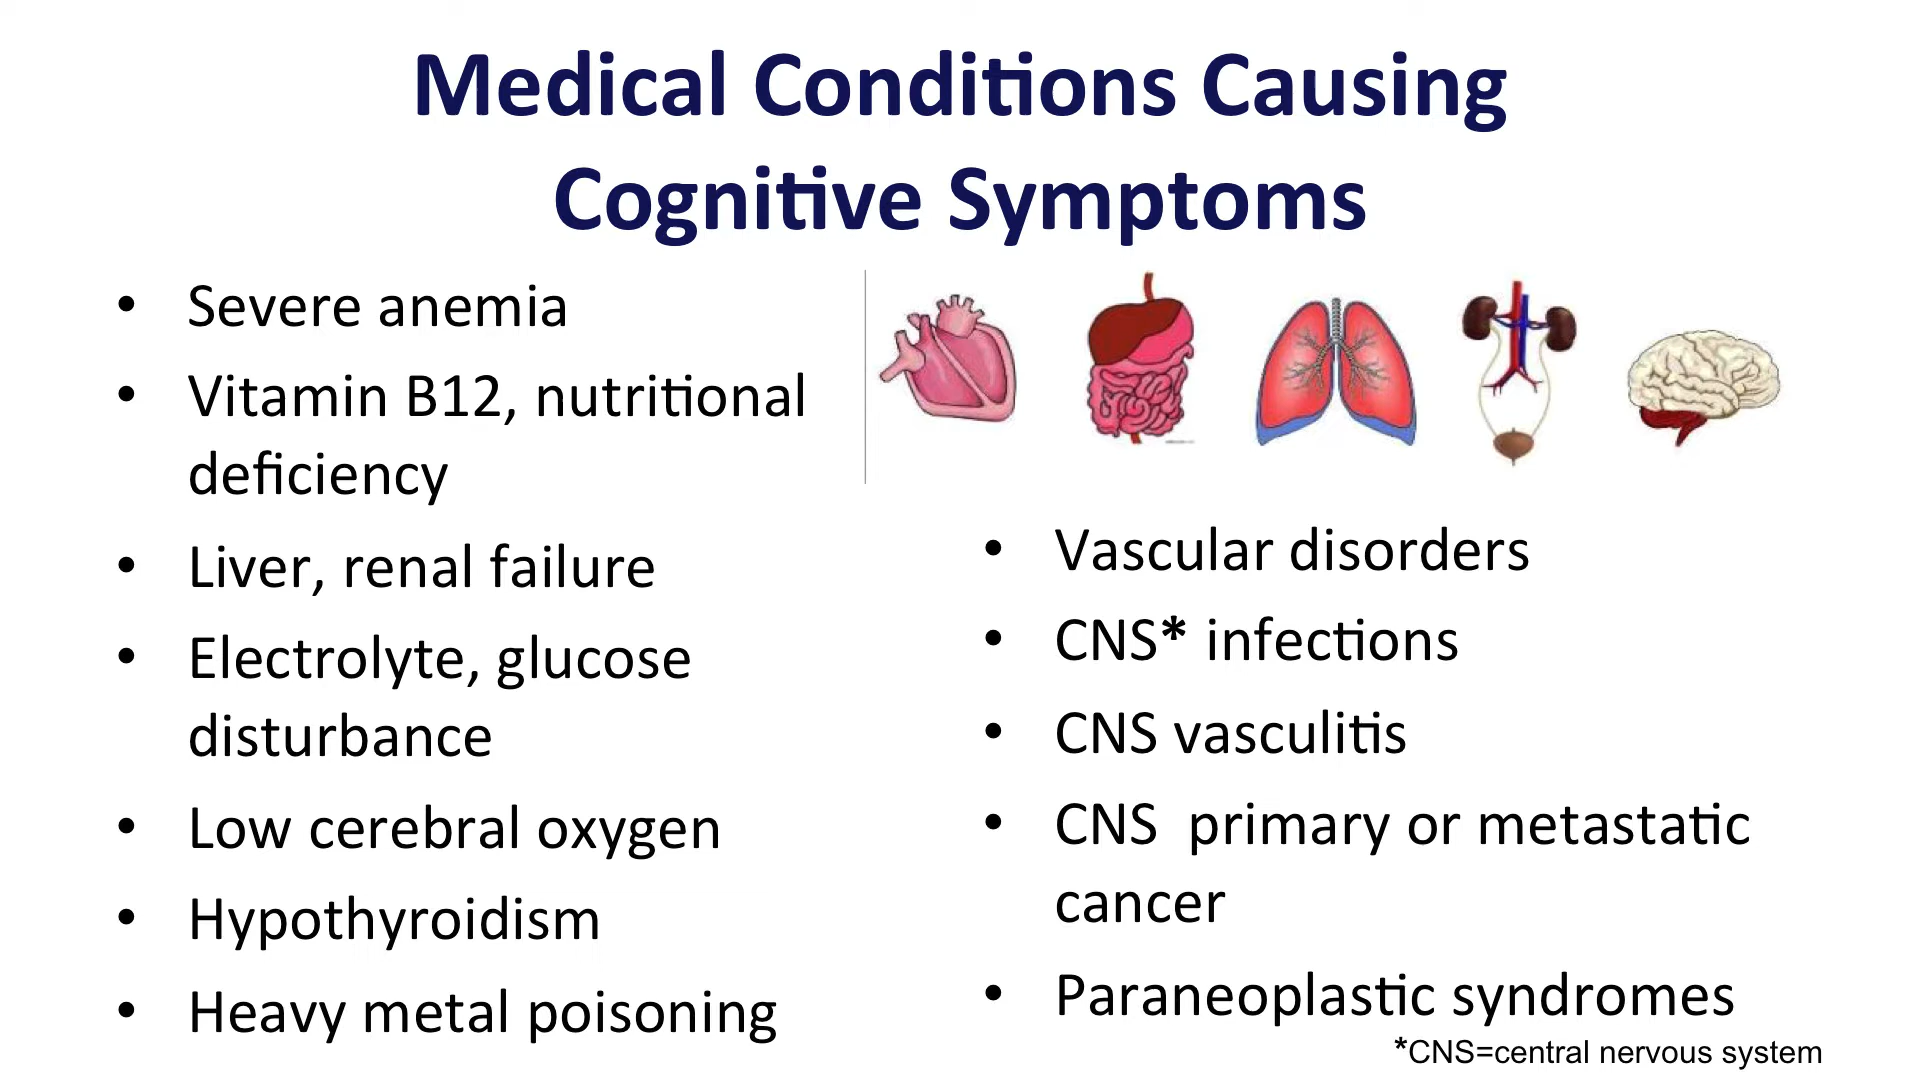 Medical Conditions Causing
Cognitive Symptoms
• Severe anemia
• Vitamin B12, nutritional
deficiency
• Liver, renal failure
• Electrolyte, glucose
disturbance
• Low cerebral oxygen
• Hypothyroidism
• Heavy metal poisoning
• Vascular disorders
• CNS* infections
• CNS vasculitis
• CNS  primary or metastatic
cancer
• Paraneoplastic syndromes
*CNS=central nervous system